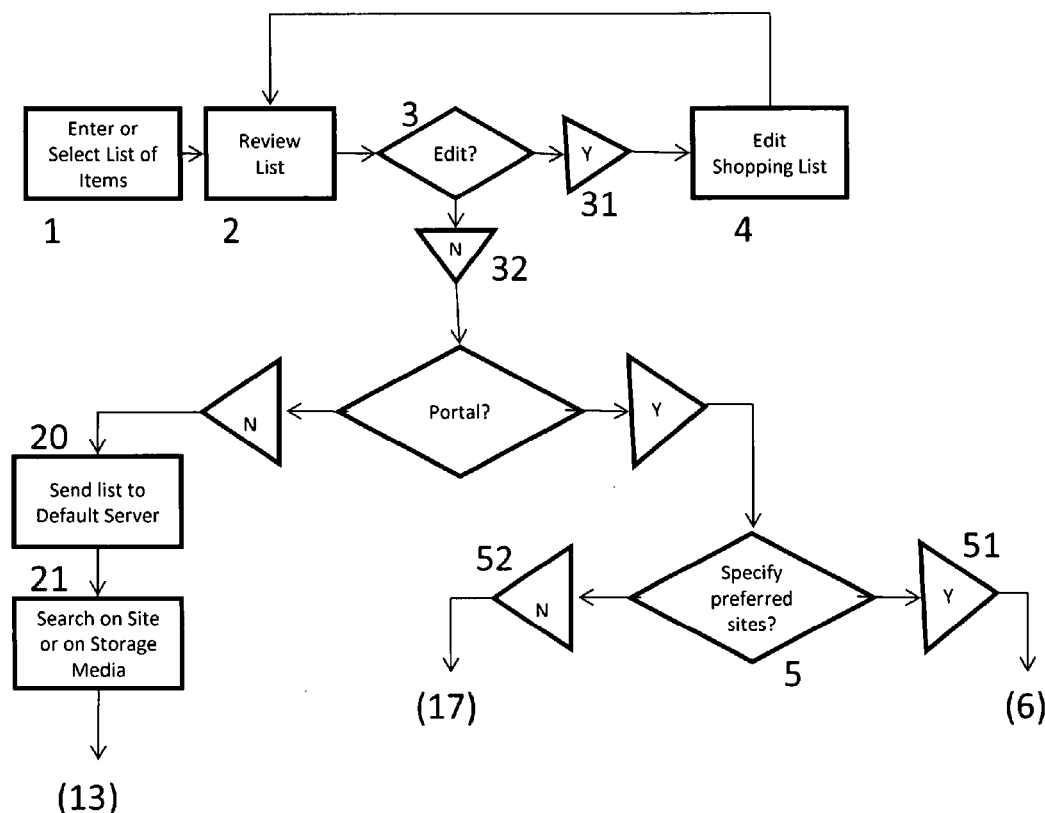 3
Enter or
Select List of
Items
Review
List
Edit?
Y
Edit
Shopping List
1
2
31
4
N
32
N
Portal?
Y
20
Send list to
Default Server
21
Search on Site
or on Storage
Media
52
N
Specify
preferred
sites?
51
Y
5
(17)
(6)
(13)